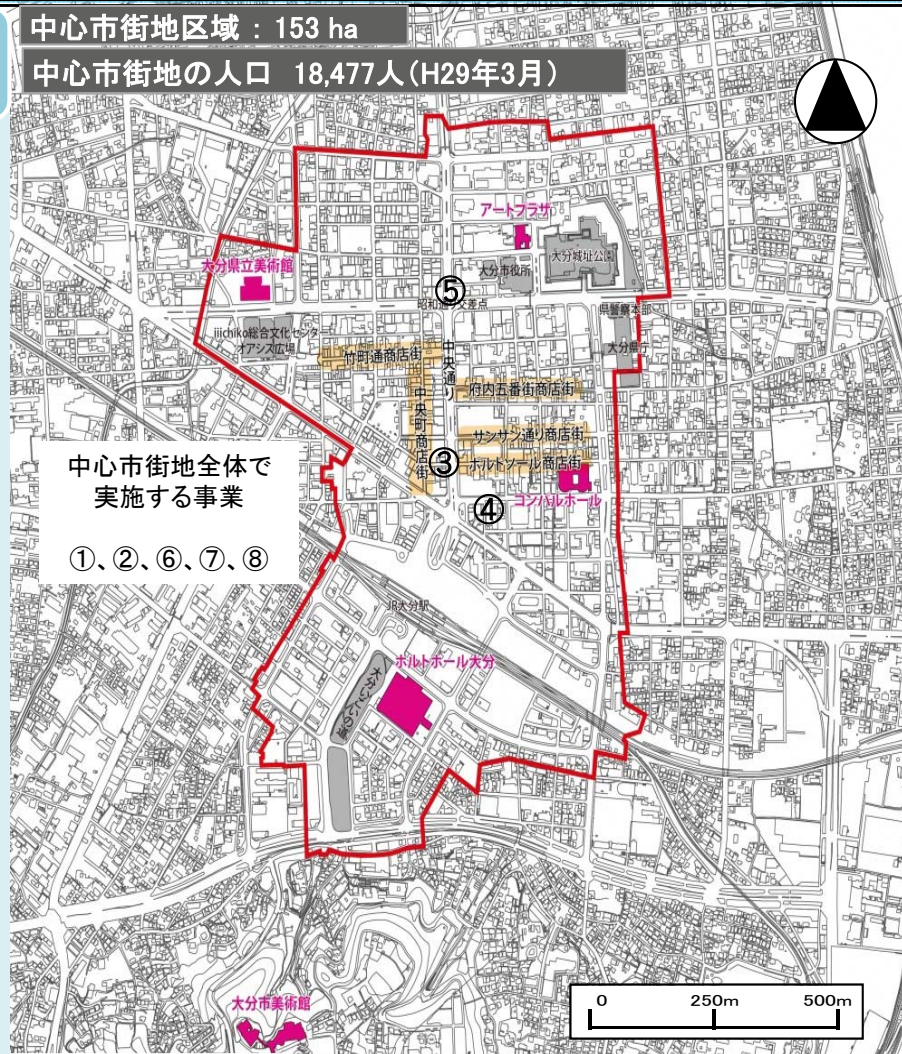 中心市街地区域：153 ha
中心市街地の人口 18,477人（H29年3月）
アートプラザ
大分城址公園
大分市役所
大分県立美術館
⑤
昭和通り交差点
県警察本部
iichiko総合文化センター
オアシス広場
大分県庁
竹町通商店街
中央通り
府内五番街商店街
中央町商店街
サンサン通り商店街
③
ポルトソール商店街
コンパルホール
④
中心市街地全体で
実施する事業
①、②、⑥、⑦、⑧
JR大分駅
ホルトホール大分
大分いこいの道
大分市美術館
0 250m 500m